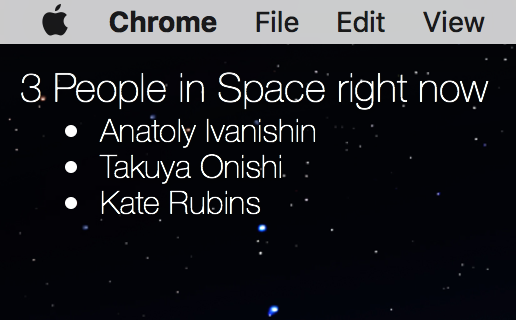 Chrome File Edit View
3 People in Space right now
• Anatoly Ivanishin
• Takuya Onishi
• Kate Rubins